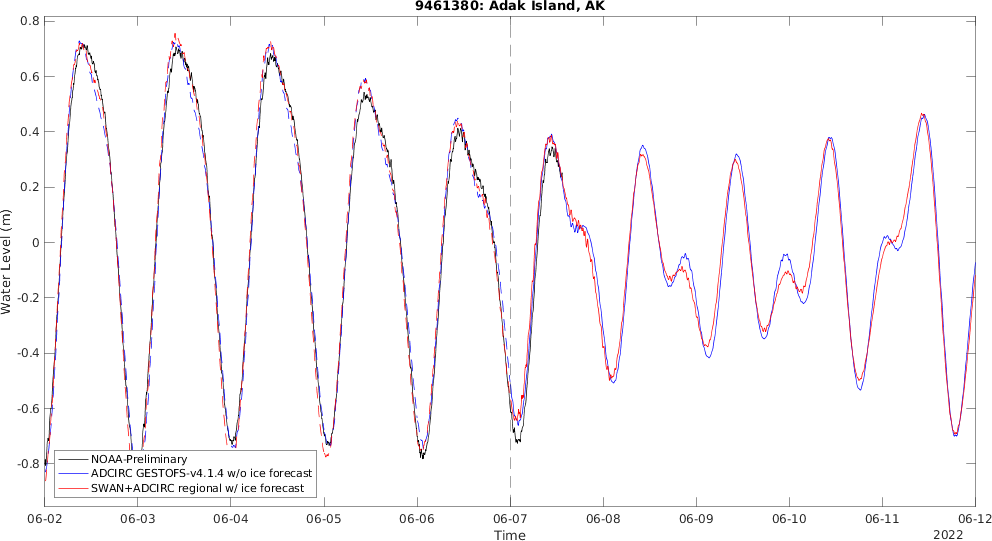 9461380: Adak Island, AK
0.8
0.6
0.4
0.2
0
-0.2
-0.4
-0.6
-0.8
Water Level (m)
NOAA-Preliminary
ADCIRC GESTOFS-v4.1.4 w/o ice forecast
SWAN+ADCIRC regional w/ ice forecast
06-02 06-03 06-04 06-05 06-06 06-07 06-08 06-09 06-10 06-11 06-12
Time
2022